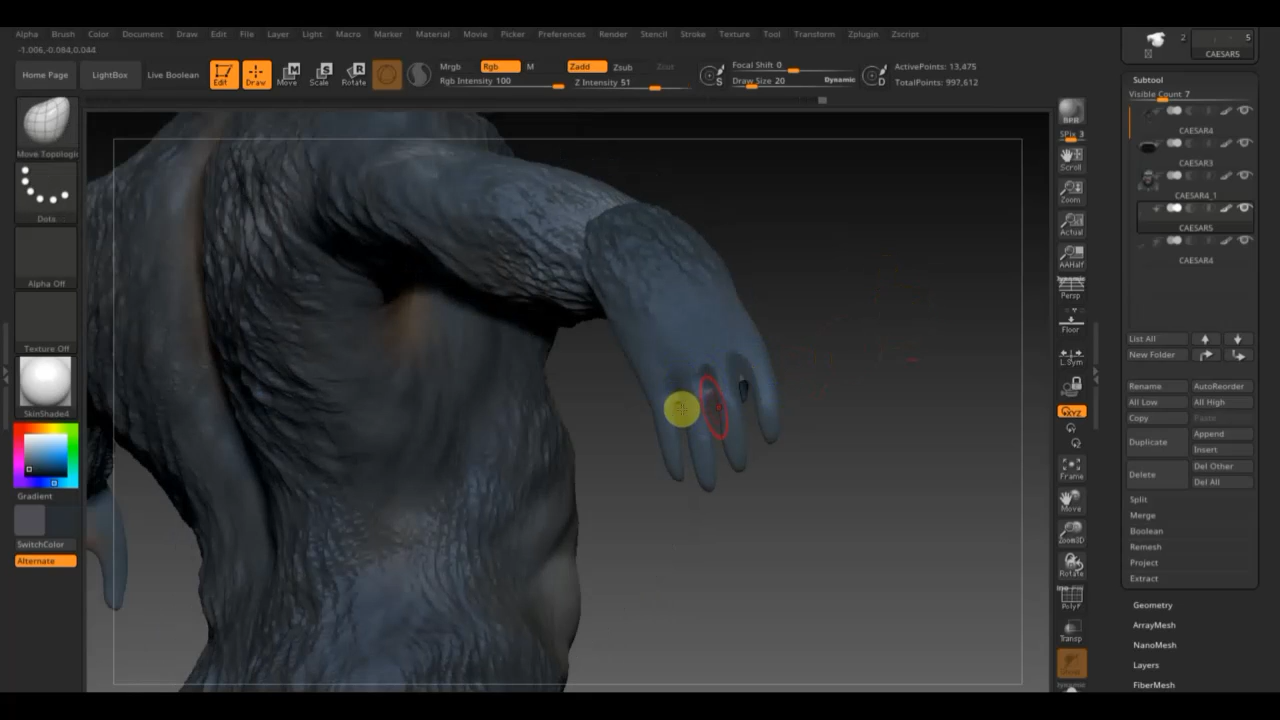 Alpha Brush Color Document Draw Edit File Layer Light Macro Marker Material Movie Picker Preferences Render Stencil Stroke Texture Tool Transform Zplugin Zscript
-1.006,-0.084,0.044
Home Page LightBox Live Boolean Edit Draw Move Scale Rotate
Mrgb Rgb M Zadd Zsub Zcut
Rgb Intensity 100 Z Intensity 51
Focal Shift 0
Draw Size 20 Dynamic
S D
ActivePoints: 13,475
TotalPoints: 997,612
2 5
CAESAR5
Subtool
Visible Count 7
CAESAR4
CAESAR3
CAESAR4_1
CAESAR5
CAESAR4
List All
New Folder
Rename AutoReorder
All Low All High
Copy Paste
Duplicate Append
Insert
Delete Del Other
Del All
Split
Merge
Boolean
Remesh
Project
Extract
Geometry
ArrayMesh
NanoMesh
Layers
FiberMesh
Move Topologi
Dots
Alpha Off
Texture Off
SkinShade4
Gradient
SwitchColor
Alternate
BPR
SPix 3
Scroll
Zoom
Actual
AAHalf
Dynamic
Persp
Floor
L.Sym
XYZ
Frame
Move
Zoom3D
Rotate
PolyF
Transp